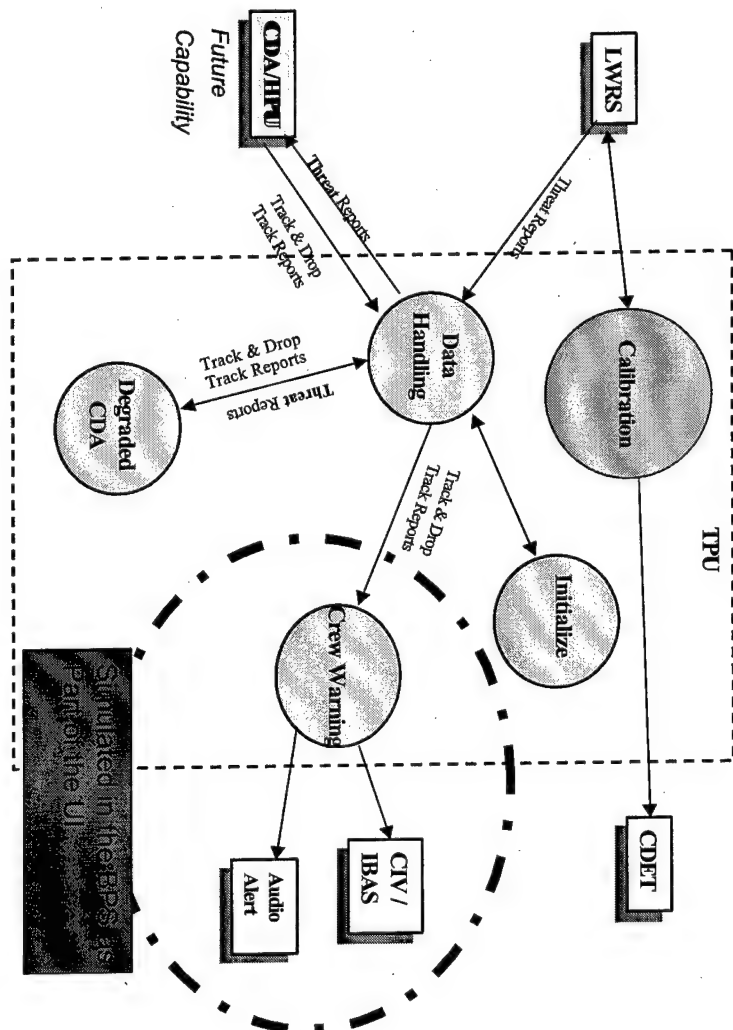 TPU
LWRS
Calibration
CDET
Threat Reports
Initialize
Data
Handling
Track & Drop
Track Reports
Crew Warning
CIV /
IBAS
Audio
Alert
CDA/HPU
Future
Capability
Threat Reports
Track & Drop
Track Reports
Track & Drop
Track Reports
Threat Reports
Degraded
CDA
Simulated in the as
Part of the UI